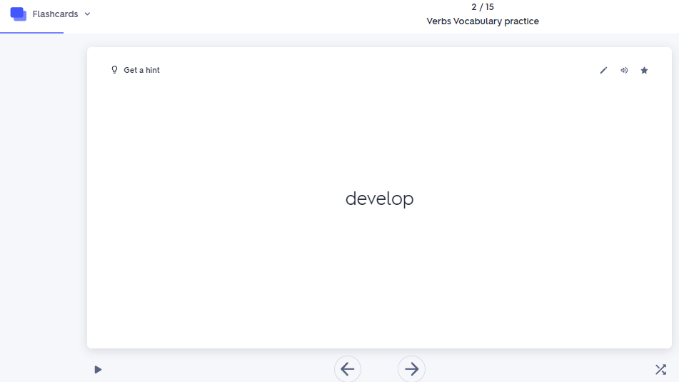 Flashcards
2 / 15
Verbs Vocabulary practice
Get a hint
develop